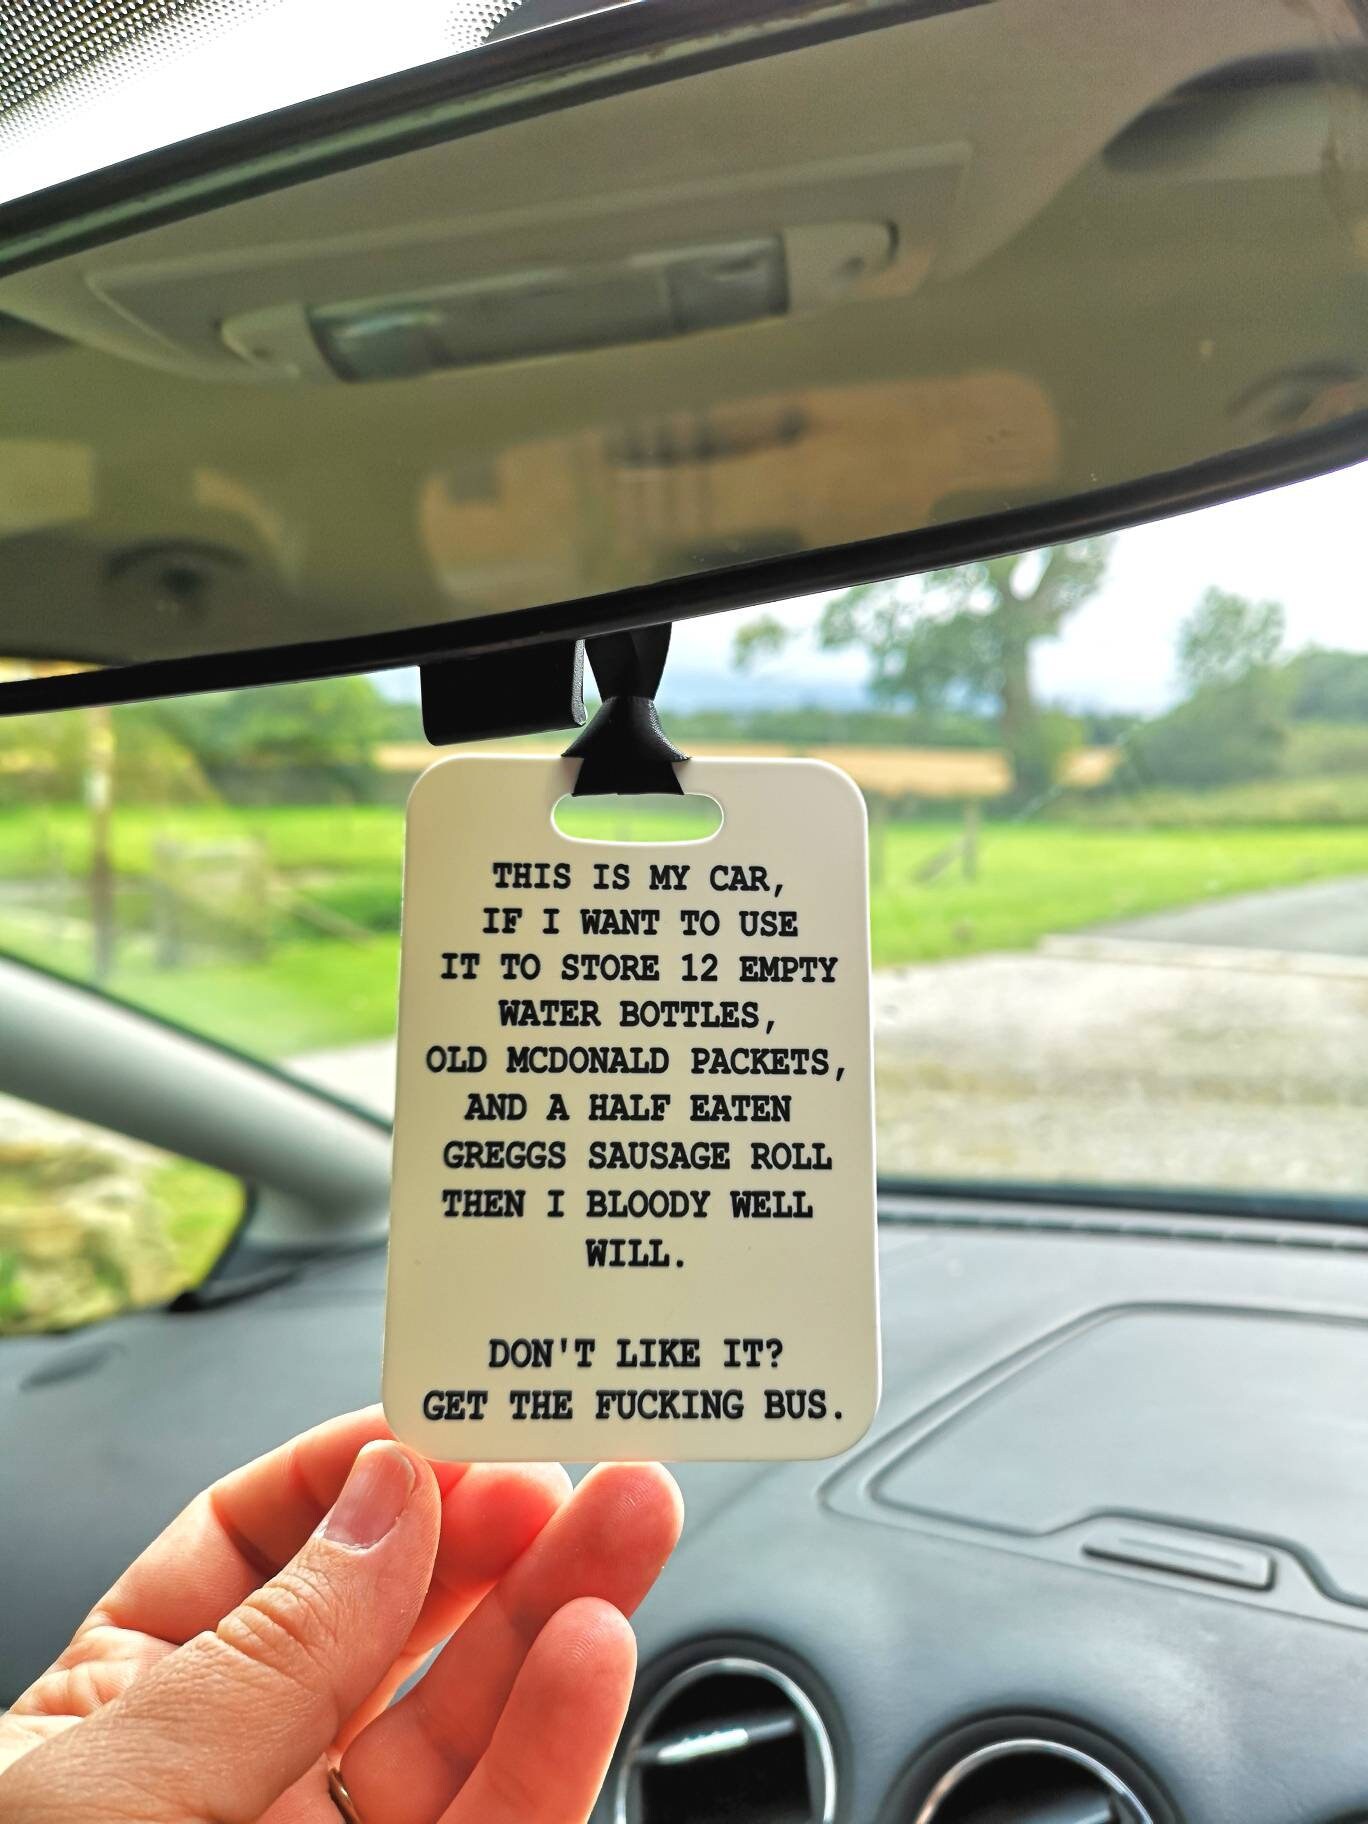 THIS IS MY CAR,
IF I WANT TO USE
IT TO STORE 12 EMPTY
WATER BOTTLES,
OLD MCDONALD PACKETS,
AND A HALF EATEN
GREGGS SAUSAGE ROLL
THEN I BLOODY WELL
WILL.
DON'T LIKE IT?
GET THE FUCKING BUS.